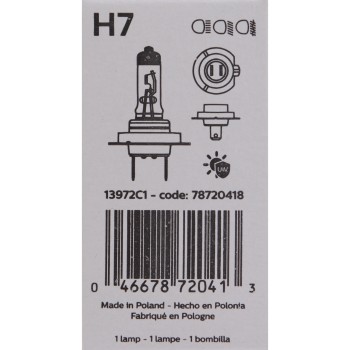 H7
UV
13972C1 - code: 78720418
0 46678 72041 3
Made in Poland - Hecho en Polonia
Fabriqué en Pologne
1 lamp - 1 lampe - 1 bombilla